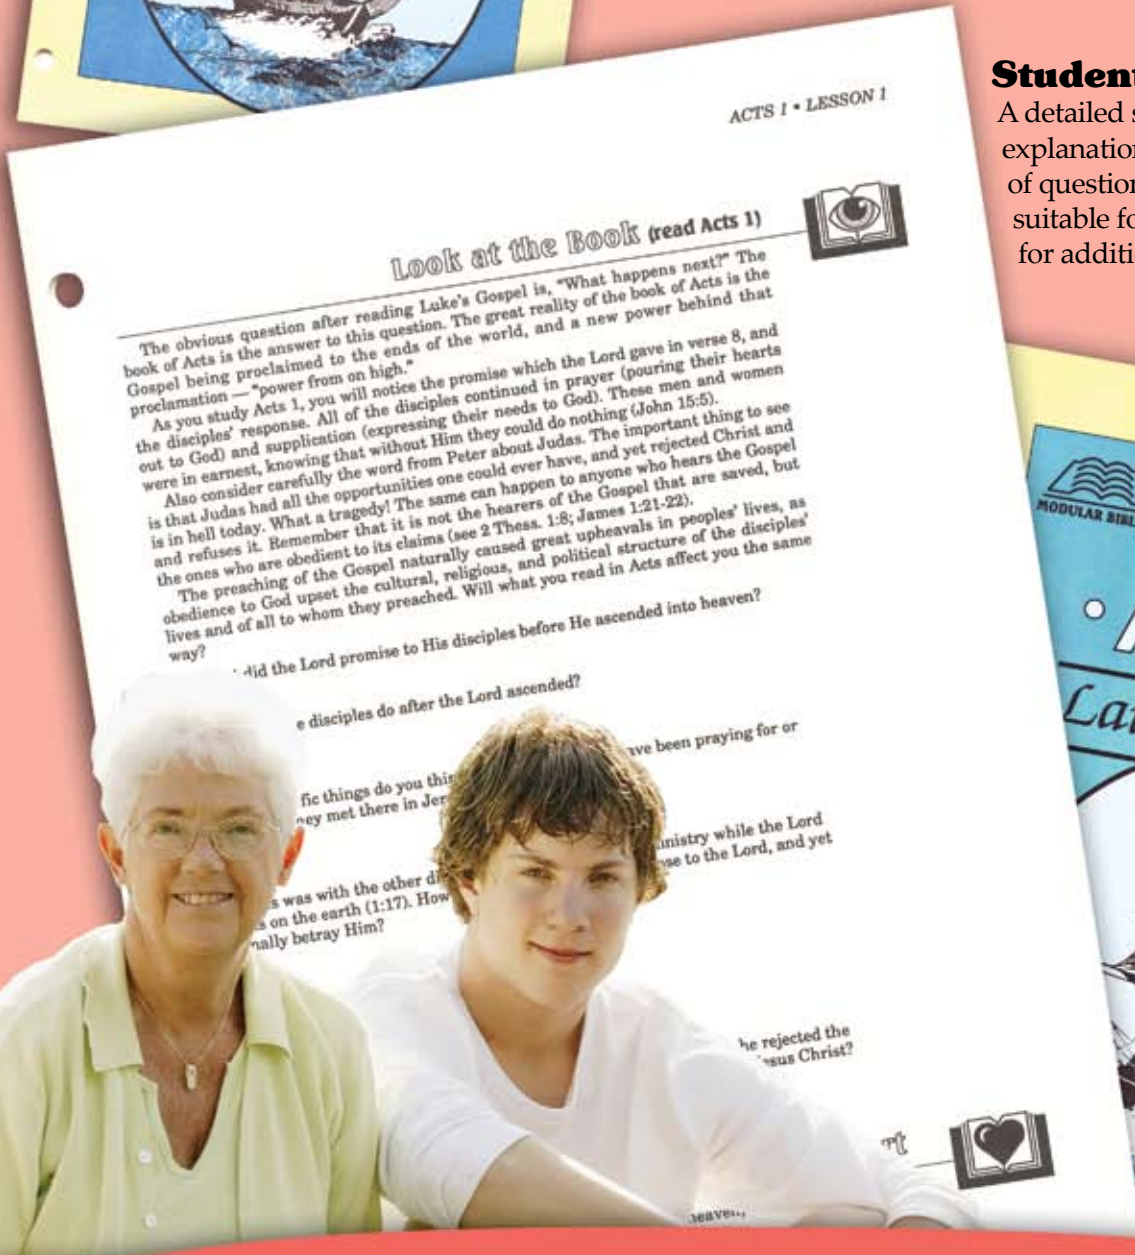 ACTS 1 • LESSON 1
Look at the Book (read Acts 1)
The obvious question after reading Luke's Gospel is, "What happens next?" The
book of Acts is the answer to this question. The great reality of the book of Acts is the
Gospel being proclaimed to the ends of the world, and a new power behind that
proclamation — "power from on high."
As you study Acts 1, you will notice the promise which the Lord gave in verse 8, and
the disciples' response. All of the disciples continued in prayer (pouring their hearts
out to God) and supplication (expressing their needs to God). These men and women
were in earnest, knowing that without Him they could do nothing (John 15:5).
Also consider carefully the word from Peter about Judas. The important thing to see
is that Judas had all the opportunities one could ever have, and yet rejected Christ and
is in hell today. What a tragedy! The same can happen to anyone who hears the Gospel
and refuses it. Remember that it is not the hearers of the Gospel that are saved, but
the ones who are obedient to its claims (see 2 Thess. 1:8; James 1:21-22).
The preaching of the Gospel naturally caused great upheavals in peoples' lives, as
obedience to God upset the cultural, religious, and political structure of the disciples'
lives and of all to whom they preached. Will what you read in Acts affect you the same
way?
did the Lord promise to His disciples before He ascended into heaven?
disciples do after the Lord ascended?
been praying for or
things do you
met there in
while the Lord
to the Lord, and yet
was with the other
on the earth (1:17). How
betray Him?
he rejected the
Christ?
heaven,
Student
A detailed
explanation
of question
suitable
for
MODULAR